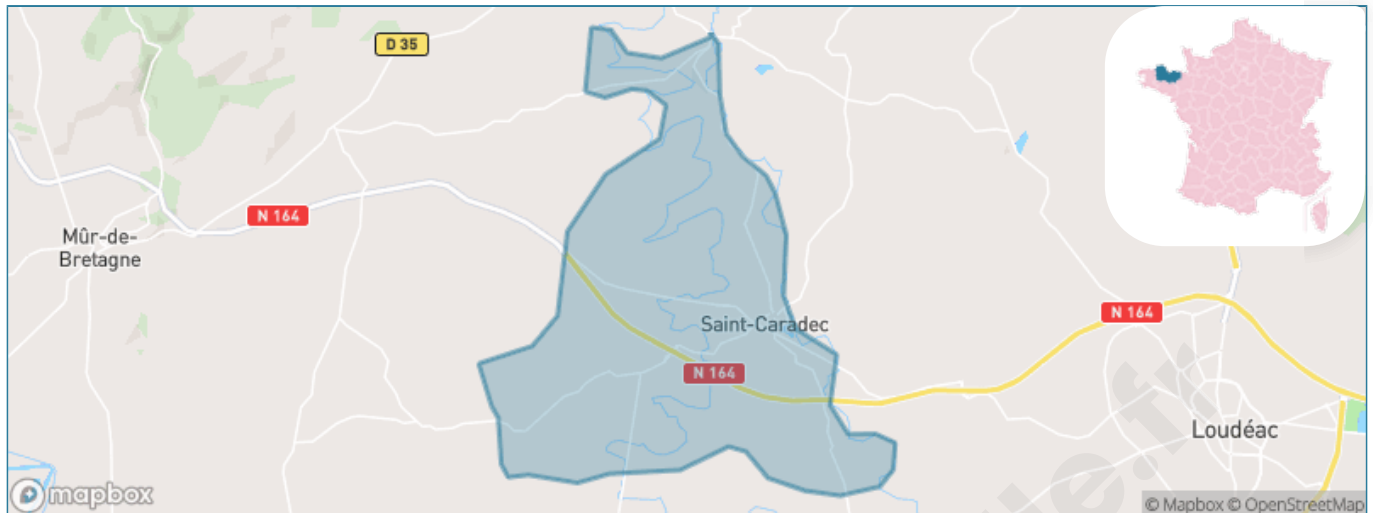 D 35
N 164
Mûr-de-
Bretagne
N 164
Saint-Caradec
N 164
Loudéac
mapbox
© Mapbox © OpenStreetMap